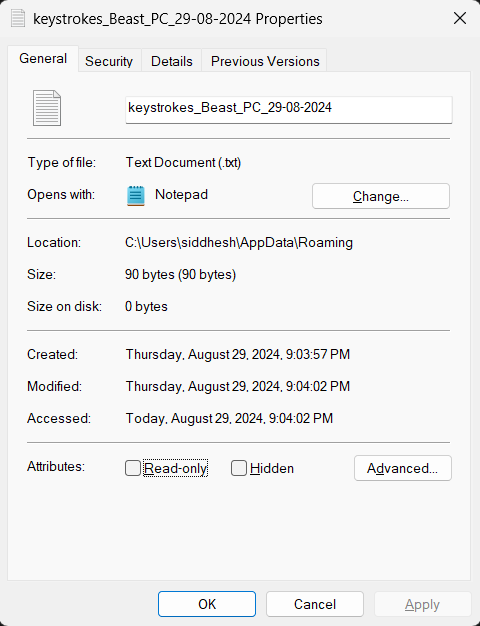 keystrokes_Beast_PC_29-08-2024 Properties
General Security Details Previous Versions
keystrokes_Beast_PC_29-08-2024
Type of file: Text Document (.txt)
Opens with: Notepad Change...
Location: C:\Users\siddhesh\AppData\Roaming
Size: 90 bytes (90 bytes)
Size on disk: 0 bytes
Created: Thursday, August 29, 2024, 9:03:57 PM
Modified: Thursday, August 29, 2024, 9:04:02 PM
Accessed: Today, August 29, 2024, 9:04:02 PM
Attributes: Read-only Hidden Advanced...
OK Cancel Apply